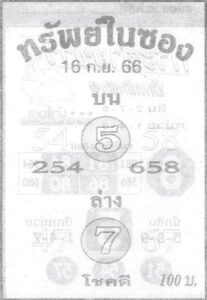 ทรัพย์ในซอง
16 ก.ย. 66
บน
5
254 658
ล่าง
7
โชคดี 100 บ.